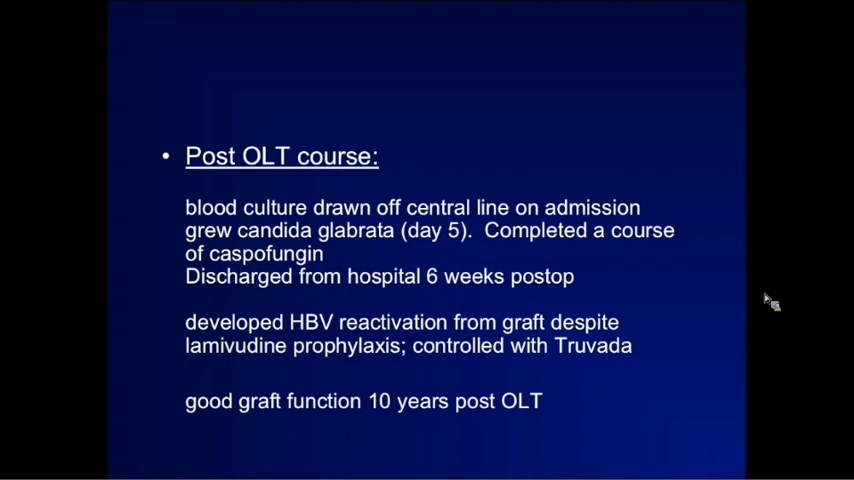 • Post OLT course:
blood culture drawn off central line on admission
grew candida glabrata (day 5).  Completed a course
of caspofungin
Discharged from hospital 6 weeks postop
developed HBV reactivation from graft despite
lamivudine prophylaxis; controlled with Truvada
good graft function 10 years post OLT